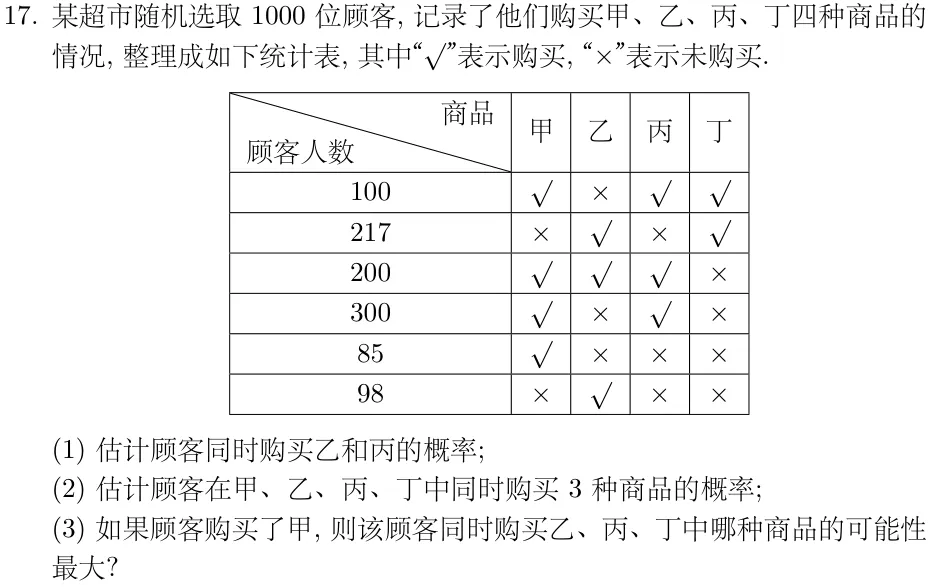 17. 某超市随机选取 1000 位顾客, 记录了他们购买甲、乙、丙、丁四种商品的
情况, 整理成如下统计表, 其中“√”表示购买, “×”表示未购买.
商品
顾客人数 甲 乙 丙 丁
100 √ × √ √
217 × √ × √
200 √ √ √ ×
300 √ × √ ×
85 √ × × ×
98 × √ × ×
(1) 估计顾客同时购买乙和丙的概率;
(2) 估计顾客在甲、乙、丙、丁中同时购买 3 种商品的概率;
(3) 如果顾客购买了甲, 则该顾客同时购买乙、丙、丁中哪种商品的可能性
最大?